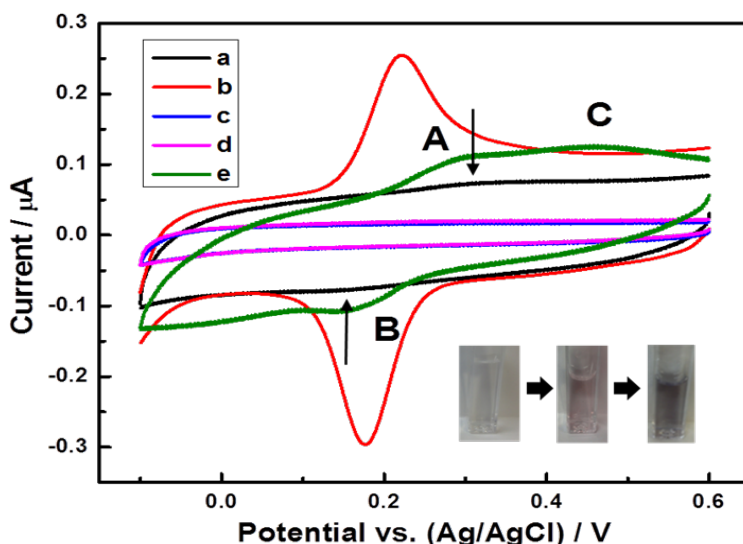 0.3
0.2
0.1
0.0
-0.1
-0.2
-0.3
Current / μA
a
b
c
d
e
A
B
C
0.0
0.2
0.4
0.6
Potential vs. (Ag/AgCl) / V